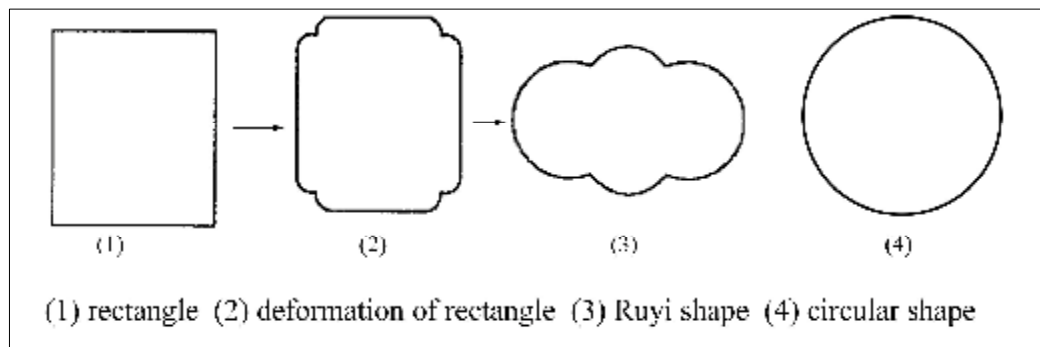 (1) (2) (3) (4)
(1) rectangle (2) deformation of rectangle (3) Ruyi shape (4) circular shape